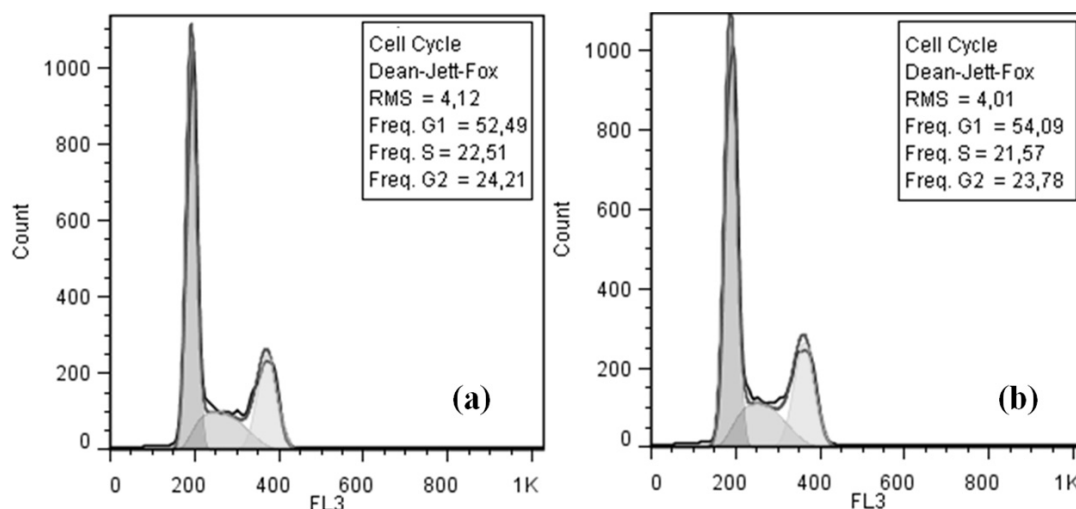 Cell Cycle
Dean-Jett-Fox
RMS = 4,12
Freq. G1 = 52,49
Freq. S = 22,51
Freq. G2 = 24,21
1000
800
600
400
200
0
Count
(a)
0 200 400 600 800 1K
FL3
Cell Cycle
Dean-Jett-Fox
RMS = 4,01
Freq. G1 = 54,09
Freq. S = 21,57
Freq. G2 = 23,78
1000
800
600
400
200
0
Count
(b)
0 200 400 600 800 1K
FL3